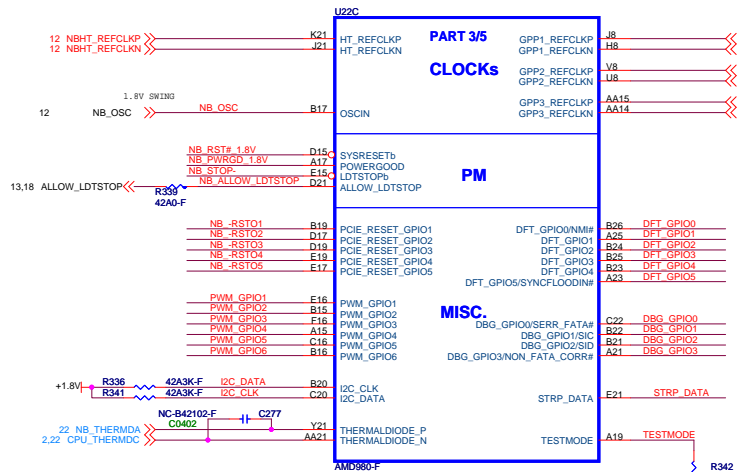 U22C
12 NBHT_REFCLKP K21 HT_REFCLKP PART 3/5 GPP1_REFCLKP J8
12 NBHT_REFCLKN J21 HT_REFCLKN GPP1_REFCLKN H8
CLOCKs
GPP2_REFCLKP V8
GPP2_REFCLKN U8
1.8V SWING
GPP3_REFCLKP AA15
GPP3_REFCLKN AA14
12 NB_OSC NB_OSC B17 OSCIN
NB_RST#_1.8V D15 SYSRESETb
NB_PWRGD_1.8V A17 POWERGOOD
NB_STOP- E15 LDTSTOPb
PM
13,18 ALLOW_LDTSTOP NB_ALLOW_LDTSTOP D21 ALLOW_LDTSTOP
R339
42A0-F
NB_-RSTO1 B19 PCIE_RESET_GPIO1 DFT_GPIO0/NMI# B26 DFT_GPIO0
NB_-RSTO2 D17 PCIE_RESET_GPIO2 DFT_GPIO1 A25 DFT_GPIO1
NB_-RSTO3 D19 PCIE_RESET_GPIO3 DFT_GPIO2 B24 DFT_GPIO2
NB_-RSTO4 E19 PCIE_RESET_GPIO4 DFT_GPIO3 B25 DFT_GPIO3
NB_-RSTO5 E17 PCIE_RESET_GPIO5 DFT_GPIO4 B23 DFT_GPIO4
DFT_GPIO5/SYNCFLOODIN# A23 DFT_GPIO5
PWM_GPIO1 E16 PWM_GPIO1
PWM_GPIO2 B15 PWM_GPIO2
MISC.
PWM_GPIO3 F16 PWM_GPIO3 DBG_GPIO0/SERR_FATA# C22 DBG_GPIO0
PWM_GPIO4 A15 PWM_GPIO4 DBG_GPIO1/SIC B22 DBG_GPIO1
PWM_GPIO5 C16 PWM_GPIO5 DBG_GPIO2/SID B21 DBG_GPIO2
PWM_GPIO6 B16 PWM_GPIO6 DBG_GPIO3/NON_FATA_CORR# A21 DBG_GPIO3
+1.8V R336 42A3K-F I2C_DATA B20 I2C_CLK
R341 42A3K-F I2C_CLK C20 I2C_DATA STRP_DATA E21 STRP_DATA
NC-B42102-F C277
C0402
22 NB_THERMDA Y21 THERMALDIODE_P
2,22 CPU_THERMDC AA21 THERMALDIODE_N TESTMODE A19 TESTMODE
AMD980-F
R342